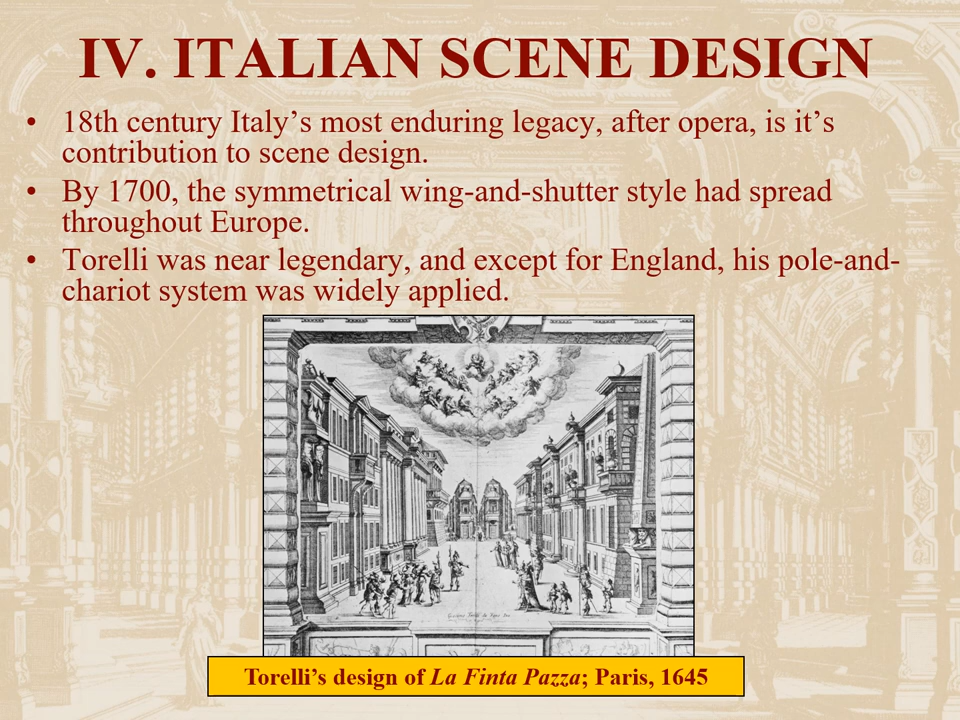 IV. ITALIAN SCENE DESIGN
• 18th century Italy’s most enduring legacy, after opera, is it’s
contribution to scene design.
• By 1700, the symmetrical wing-and-shutter style had spread
throughout Europe.
• Torelli was near legendary, and except for England, his pole-and-
chariot system was widely applied.
Torelli’s design of La Finta Pazza; Paris, 1645